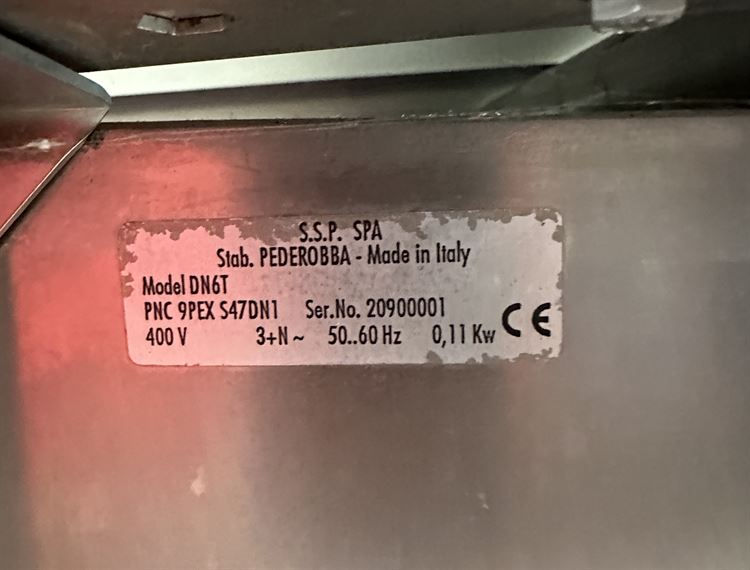 S.S.P. SPA
Stab. PEDEROBBA - Made in Italy
Model DN6T
PNC 9PEX S47DN1 Ser.No. 20900001
400 V 3+N ~ 50..60 Hz 0,11 Kw CE